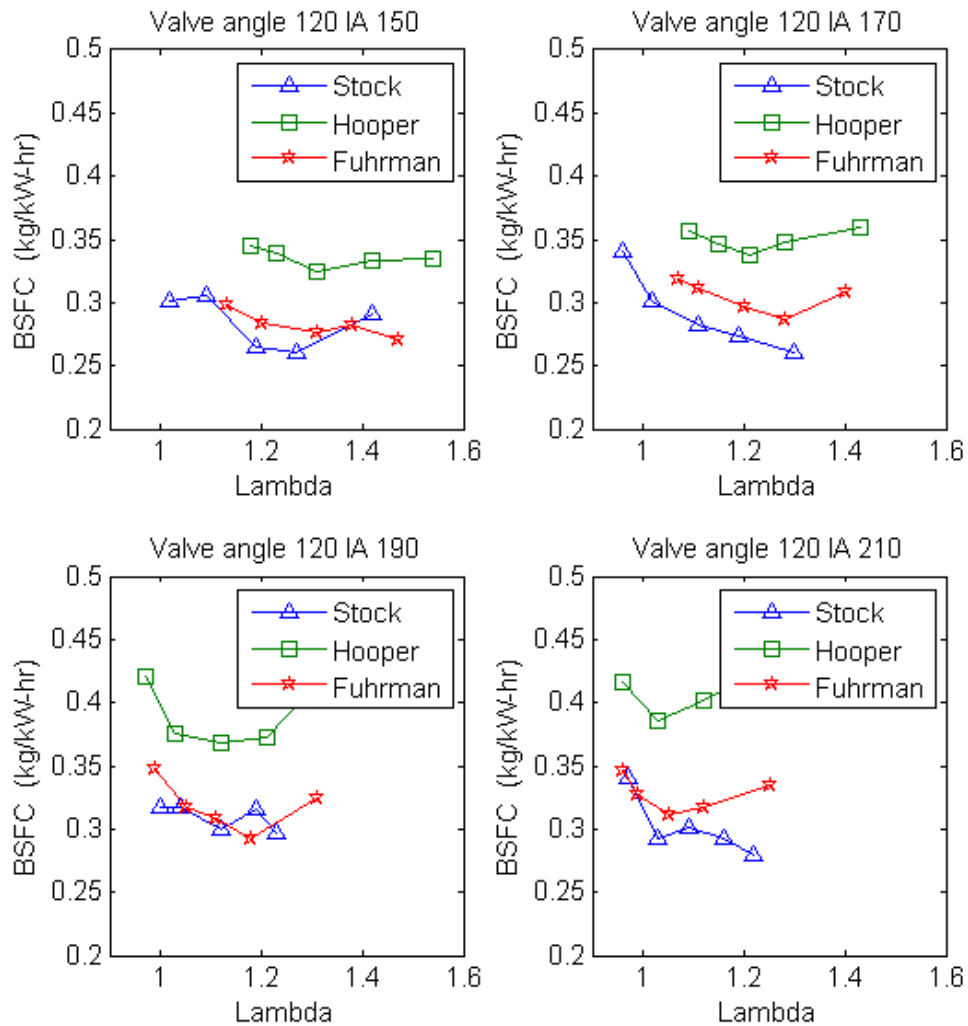 Valve angle 120 IA 150
0.5
0.45
0.4
0.35
0.3
0.25
0.2
BSFC (kg/kW-hr)
Stock
Hooper
Fuhrman
1
1.2
1.4
1.6
Lambda
Valve angle 120 IA 170
0.5
0.45
0.4
0.35
0.3
0.25
0.2
BSFC (kg/kW-hr)
Stock
Hooper
Fuhrman
1
1.2
1.4
1.6
Lambda
Valve angle 120 IA 190
0.5
0.45
0.4
0.35
0.3
0.25
0.2
BSFC (kg/kW-hr)
Stock
Hooper
Fuhrman
1
1.2
1.4
1.6
Lambda
Valve angle 120 IA 210
0.5
0.45
0.4
0.35
0.3
0.25
0.2
BSFC (kg/kW-hr)
Stock
Hooper
Fuhrman
1
1.2
1.4
1.6
Lambda